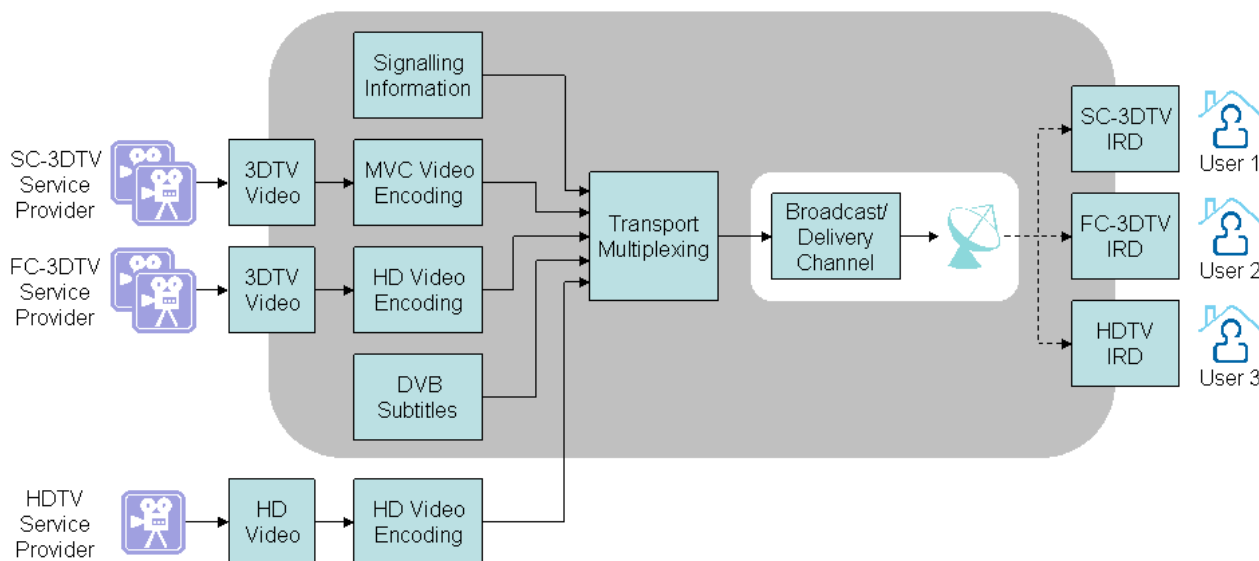 Signalling
Information
SC-3DTV
Service
Provider
3DTV
Video
MVC Video
Encoding
FC-3DTV
Service
Provider
3DTV
Video
HD Video
Encoding
DVB
Subtitles
HDTV
Service
Provider
HD
Video
HD Video
Encoding
Transport
Multiplexing
Broadcast/
Delivery
Channel
SC-3DTV
IRD
User 1
FC-3DTV
IRD
User 2
HDTV
IRD
User 3